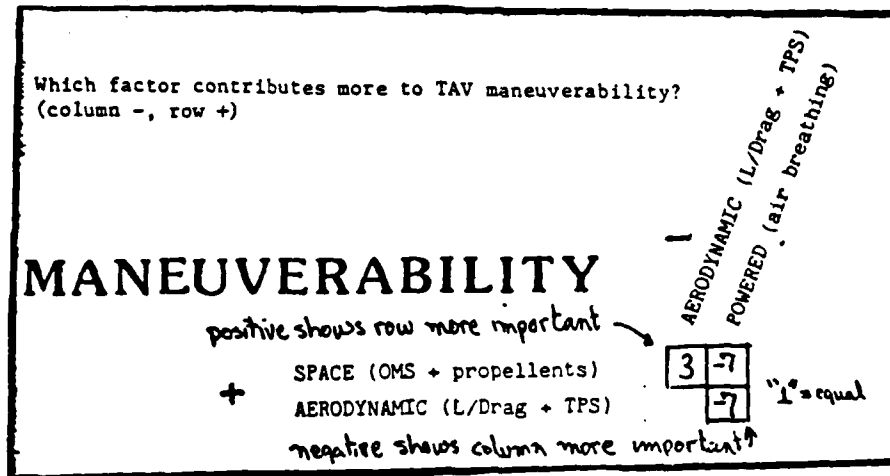 Which factor contributes more to TAV maneuverability?
(column -, row +)
AERODYNAMIC (L/Drag + TPS)
POWERED (air breathing)
-
MANEUVERABILITY
positive shows row more important
SPACE (OMS + propellents) 3 -7
+
AERODYNAMIC (L/Drag + TPS) -7 "1" = equal
negative shows column more important